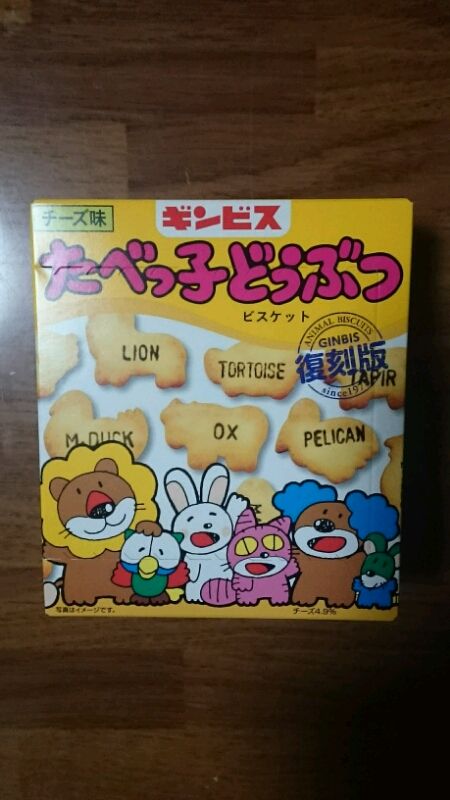 チーズ味
ギンビス
たべっ子どうぶつ
ビスケット
ANIMAL BISCUITS
GINBIS
復刻版
LION
TORTOISE
TAPIR
M.DUCK
OX
PELICAN
写真はイメージです。
チーズ4.9%